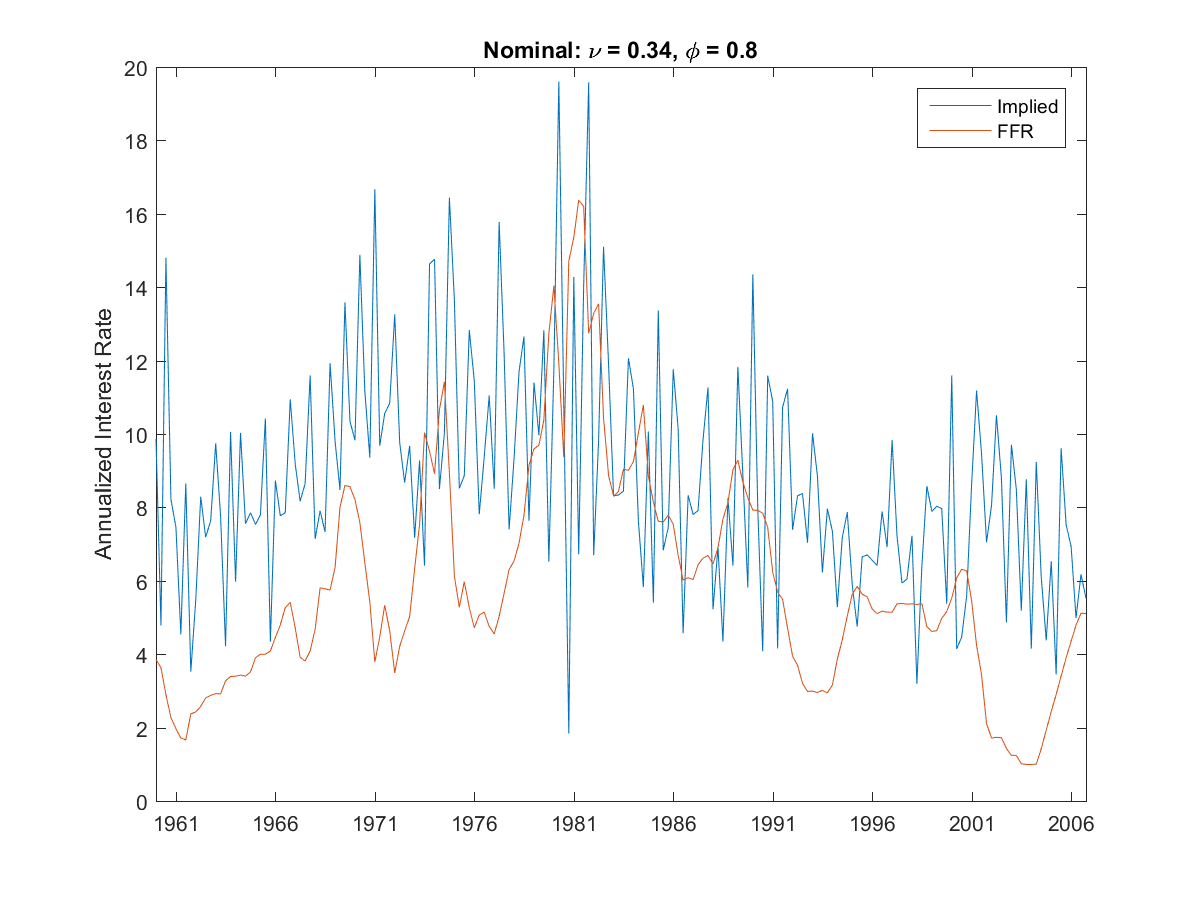 Nominal: ν = 0.34, ϕ = 0.8
Implied
FFR
Annualized Interest Rate
20
18
16
14
12
10
8
6
4
2
0
1961 1966 1971 1976 1981 1986 1991 1996 2001 2006